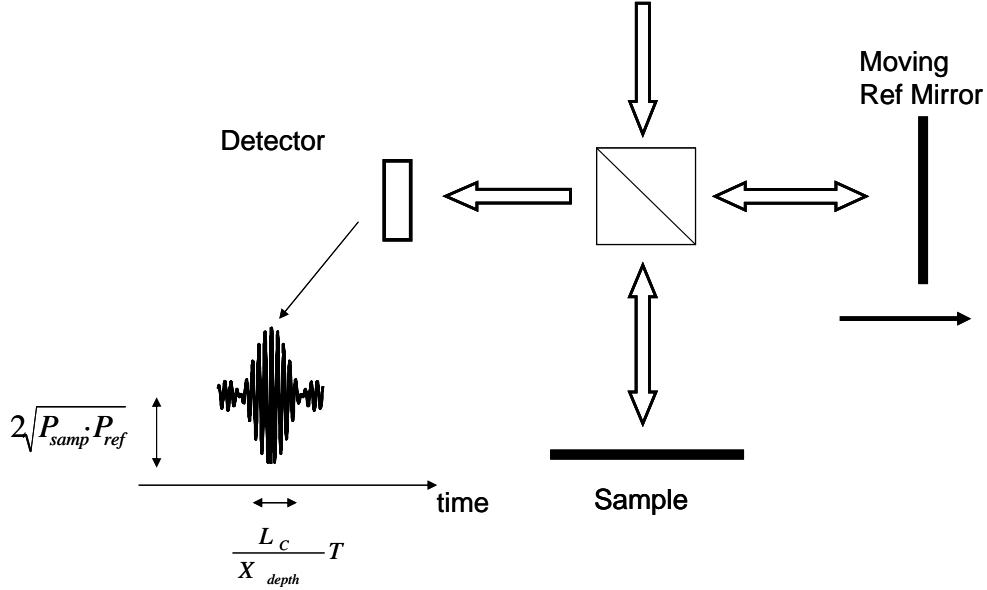 Moving
Ref Mirror
Detector
2√P_samp·P_ref
time
Sample
L_C
X_depth
T